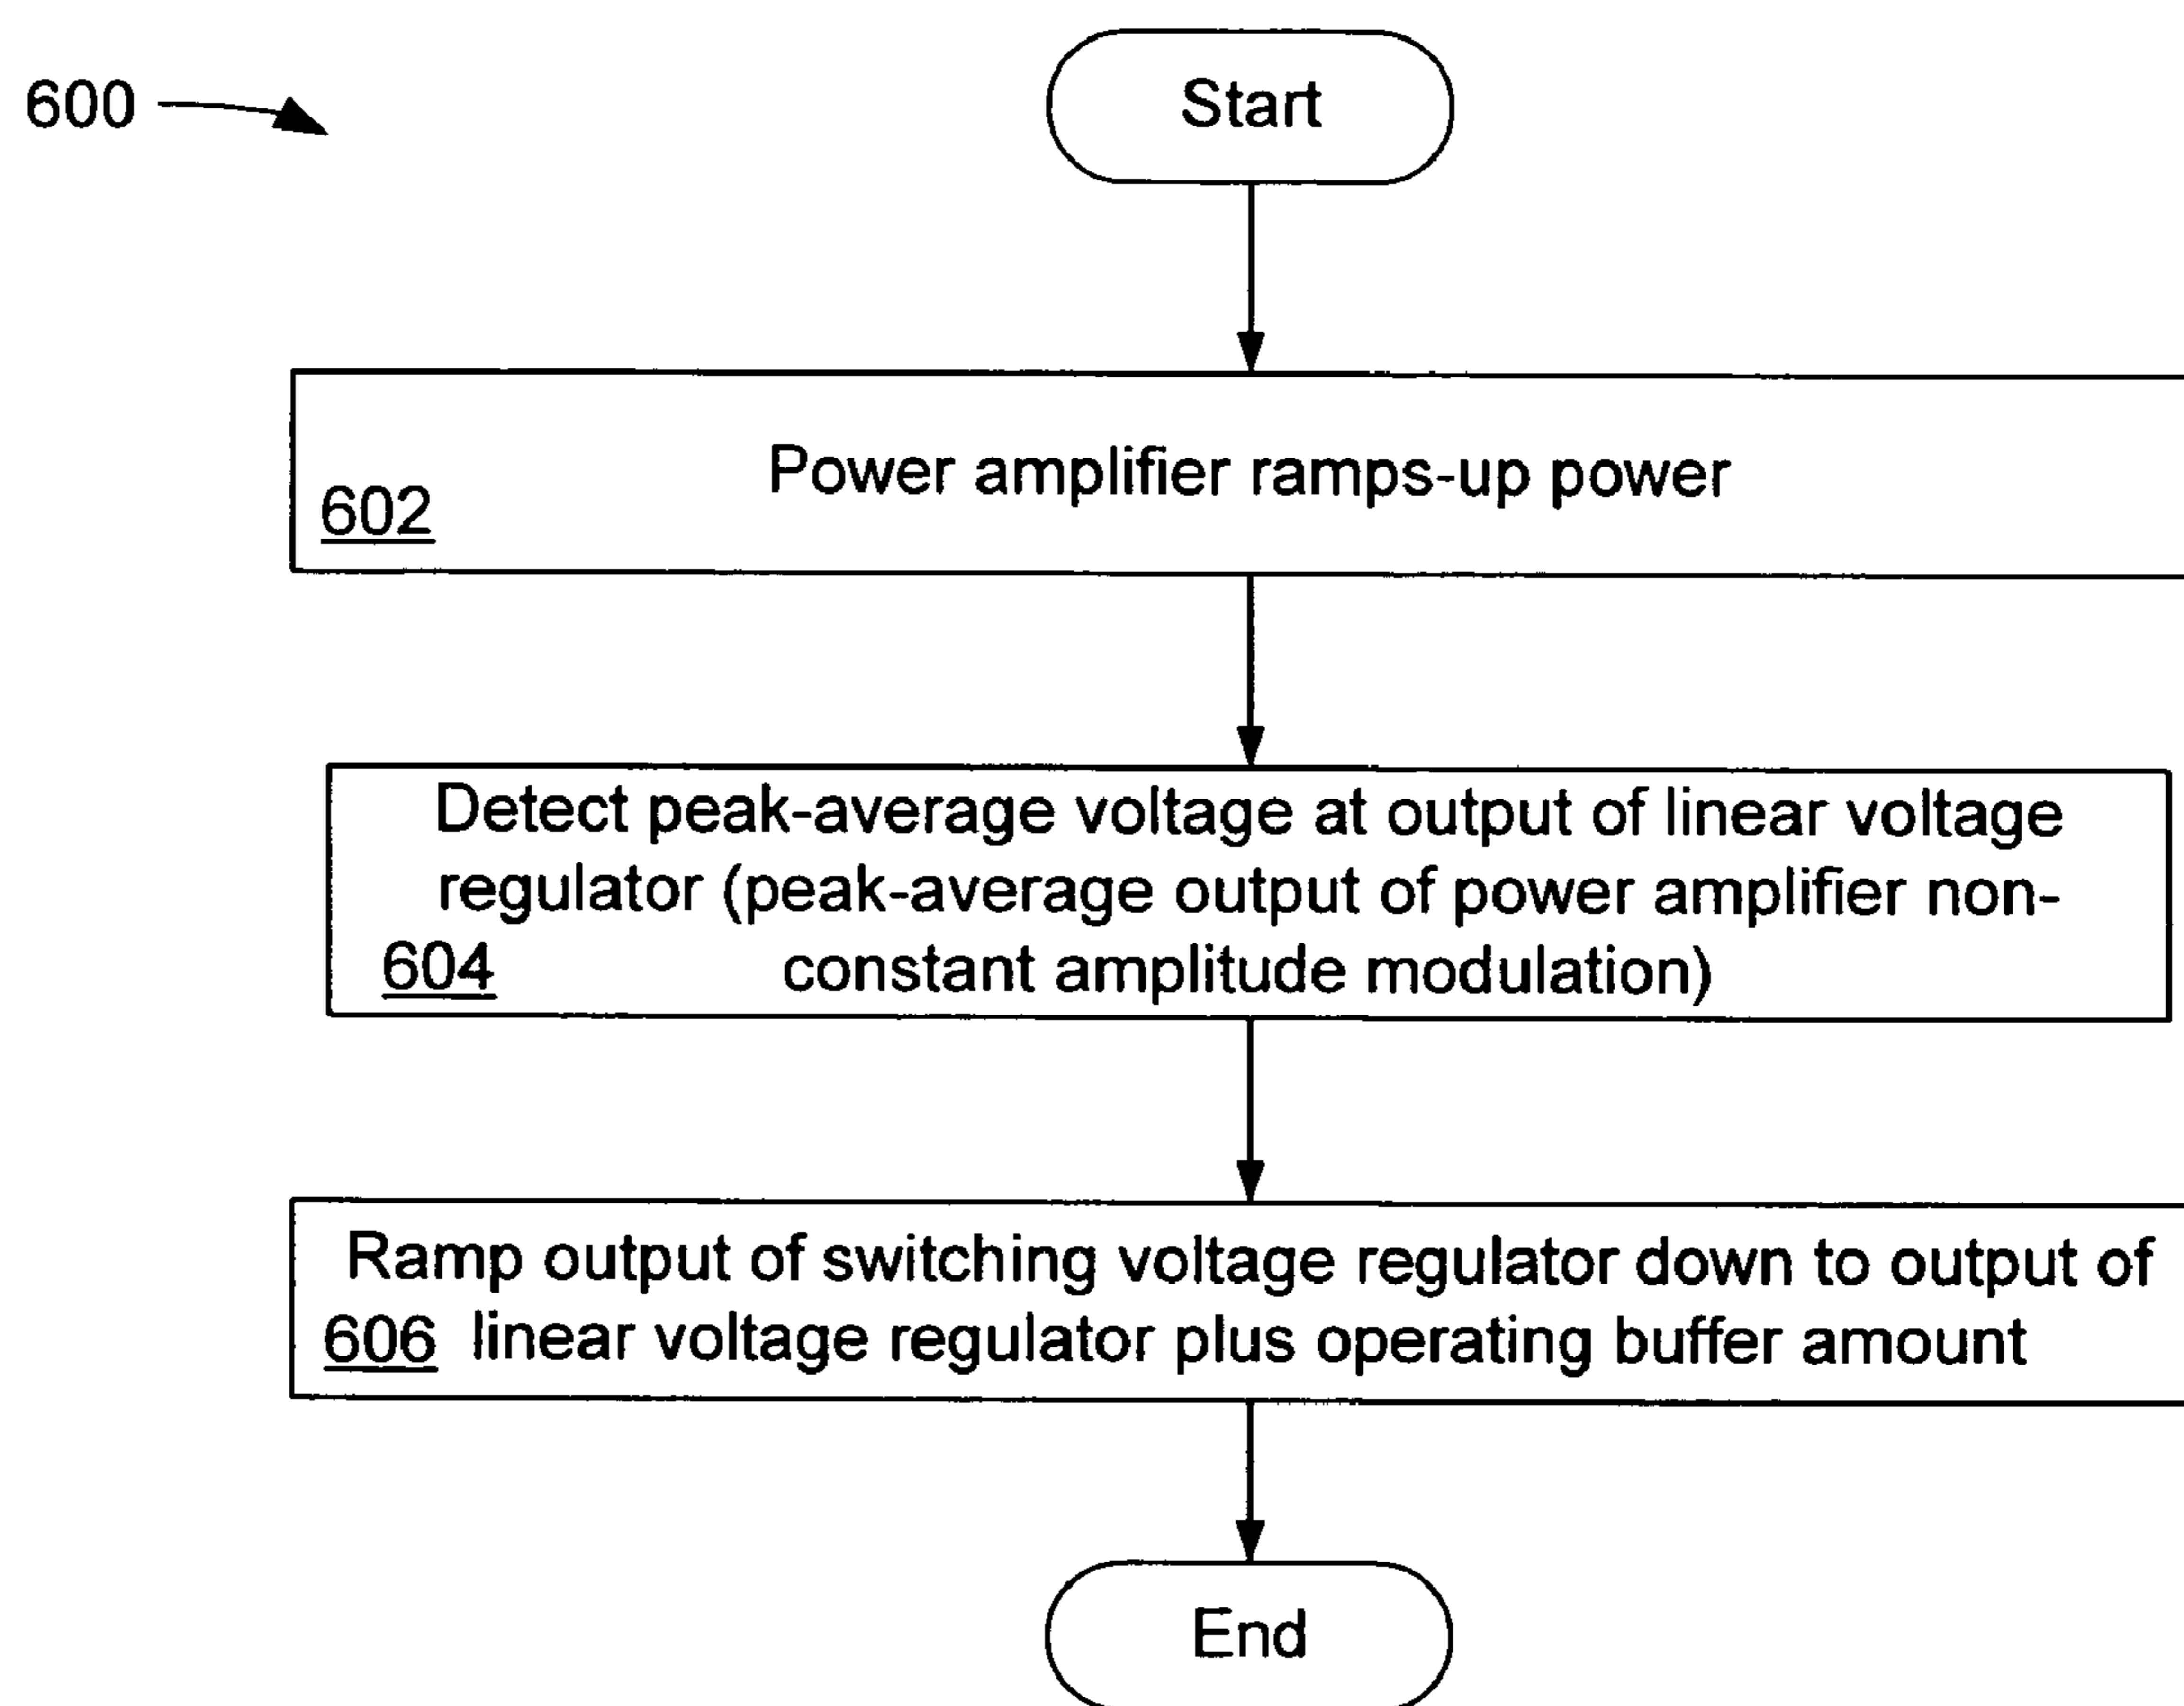 600
Start
Power amplifier ramps-up power
602
Detect peak-average voltage at output of linear voltage
regulator (peak-average output of power amplifier non-
604 constant amplitude modulation)
Ramp output of switching voltage regulator down to output of
606 linear voltage regulator plus operating buffer amount
End